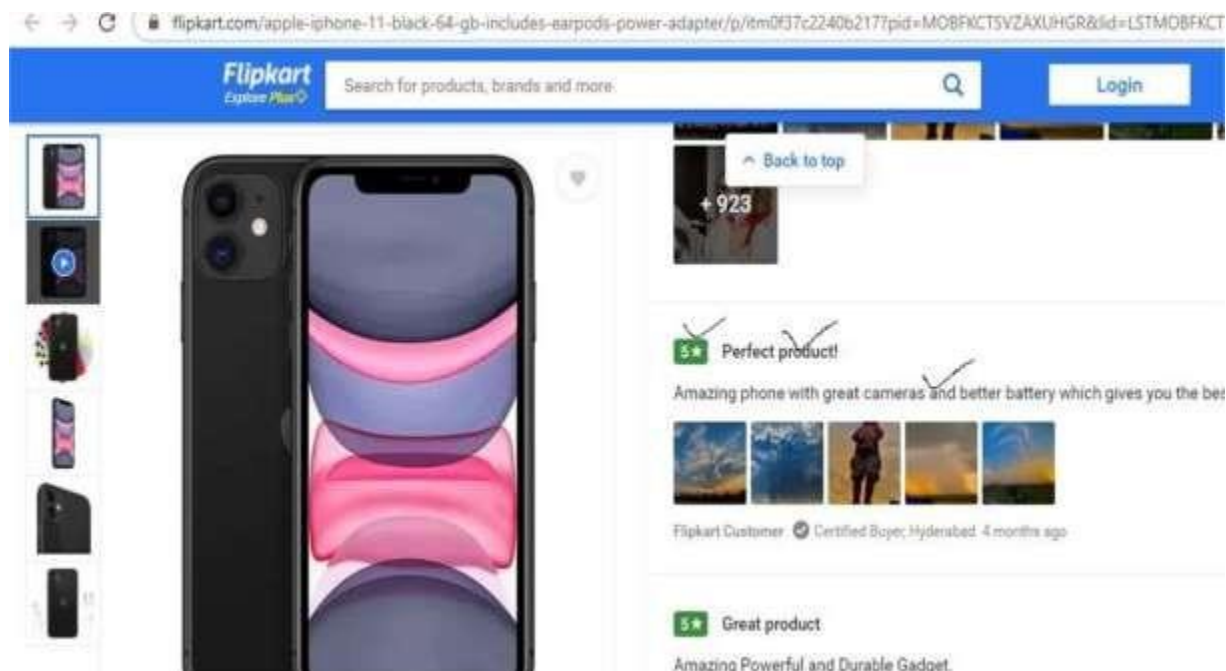 flipkart.com/apple-iphone-11-black-64-gb-includes-earpods-power-adapter/p/itm0f37c2240b217?pid=MOBFKCTSVZAXUHGR&lid=LSTMOBFKCT
Flipkart
Explore Plus
Search for products, brands and more
Login
Back to top
+ 923
5★ Perfect product!
Amazing phone with great cameras and better battery which gives you the bes
Flipkart Customer Certified Buyer, Hyderabad 4 months ago
5★ Great product
Amazing Powerful and Durable Gadget.